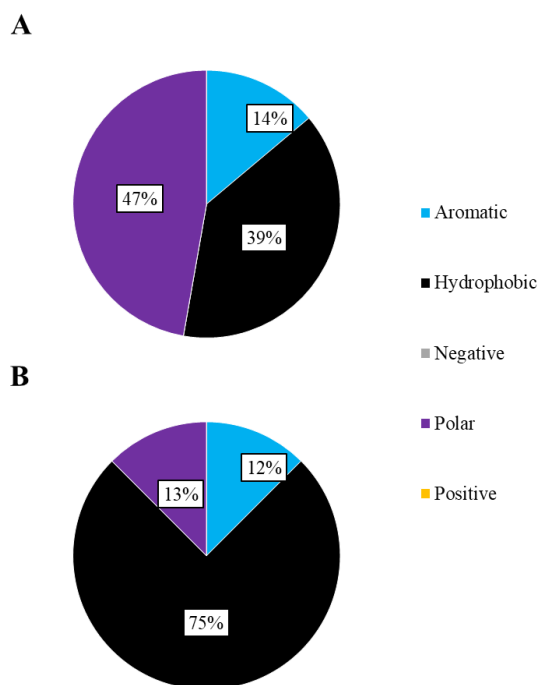 A
14%
47%
39%
Aromatic
Hydrophobic
Negative
Polar
Positive
B
12%
13%
75%